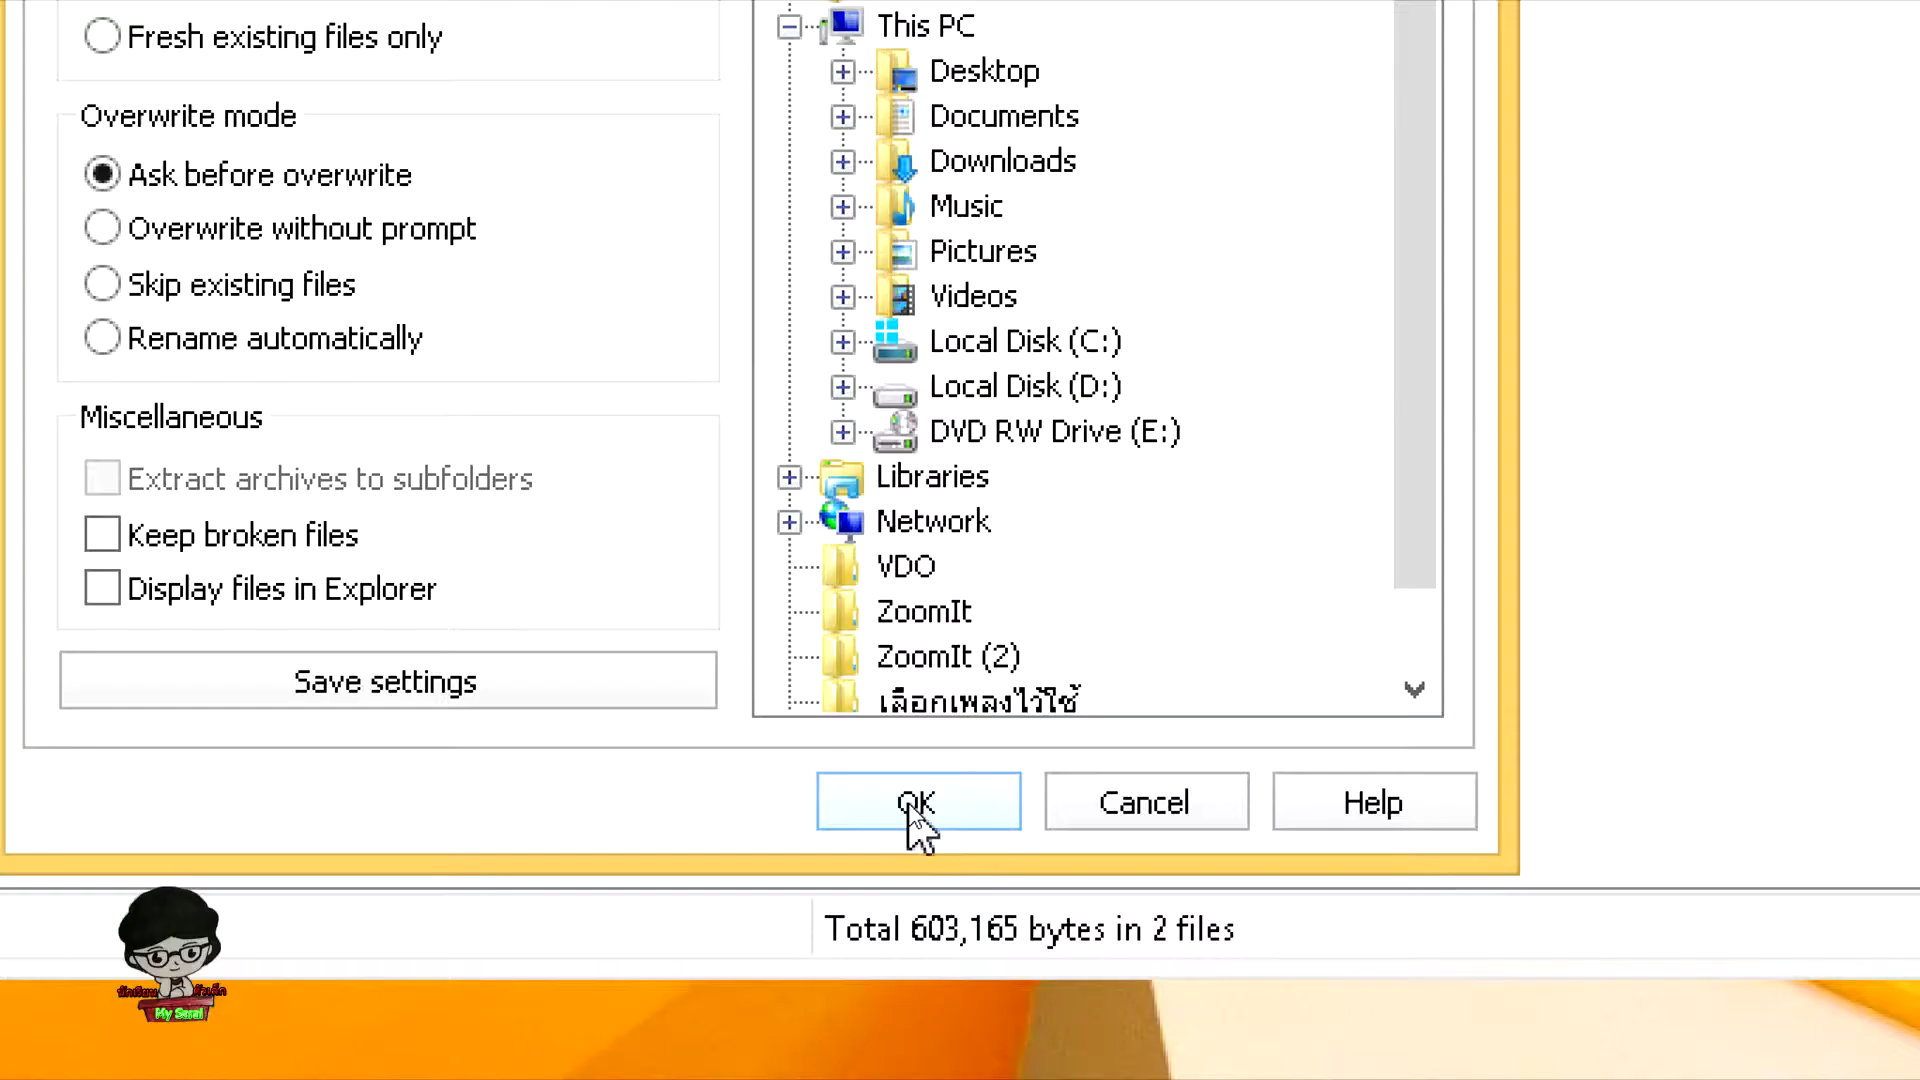 Fresh existing files only
Overwrite mode
Ask before overwrite
Overwrite without prompt
Skip existing files
Rename automatically
Miscellaneous
Extract archives to subfolders
Keep broken files
Display files in Explorer
Save settings
This PC
Desktop
Documents
Downloads
Music
Pictures
Videos
Local Disk (C:)
Local Disk (D:)
DVD RW Drive (E:)
Libraries
Network
VDO
ZoomIt
ZoomIt (2)
เลือกเพลงไว้ใช้
OK
Cancel
Help
Total 603,165 bytes in 2 files